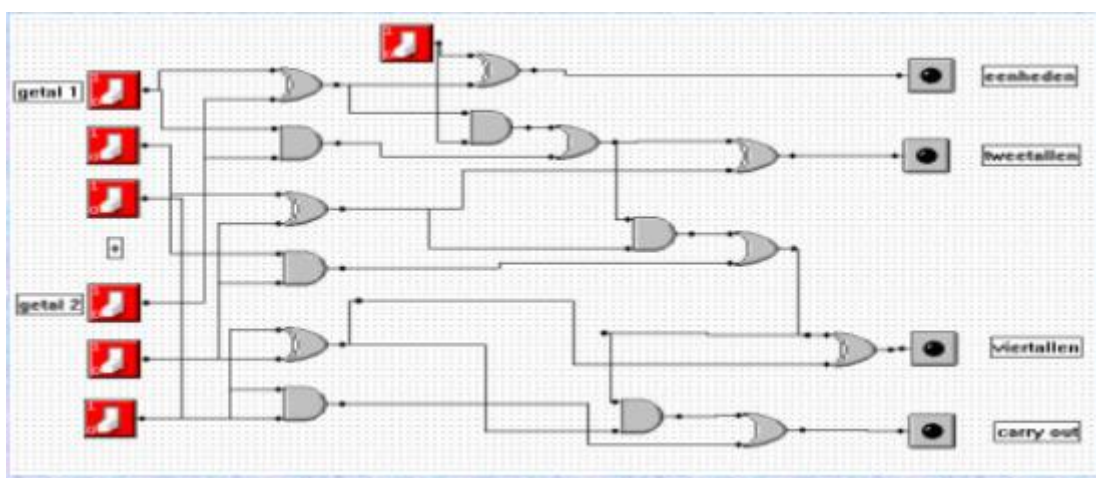 getal 1
eenheden
tweetallen
+
getal 2
viertallen
carry out